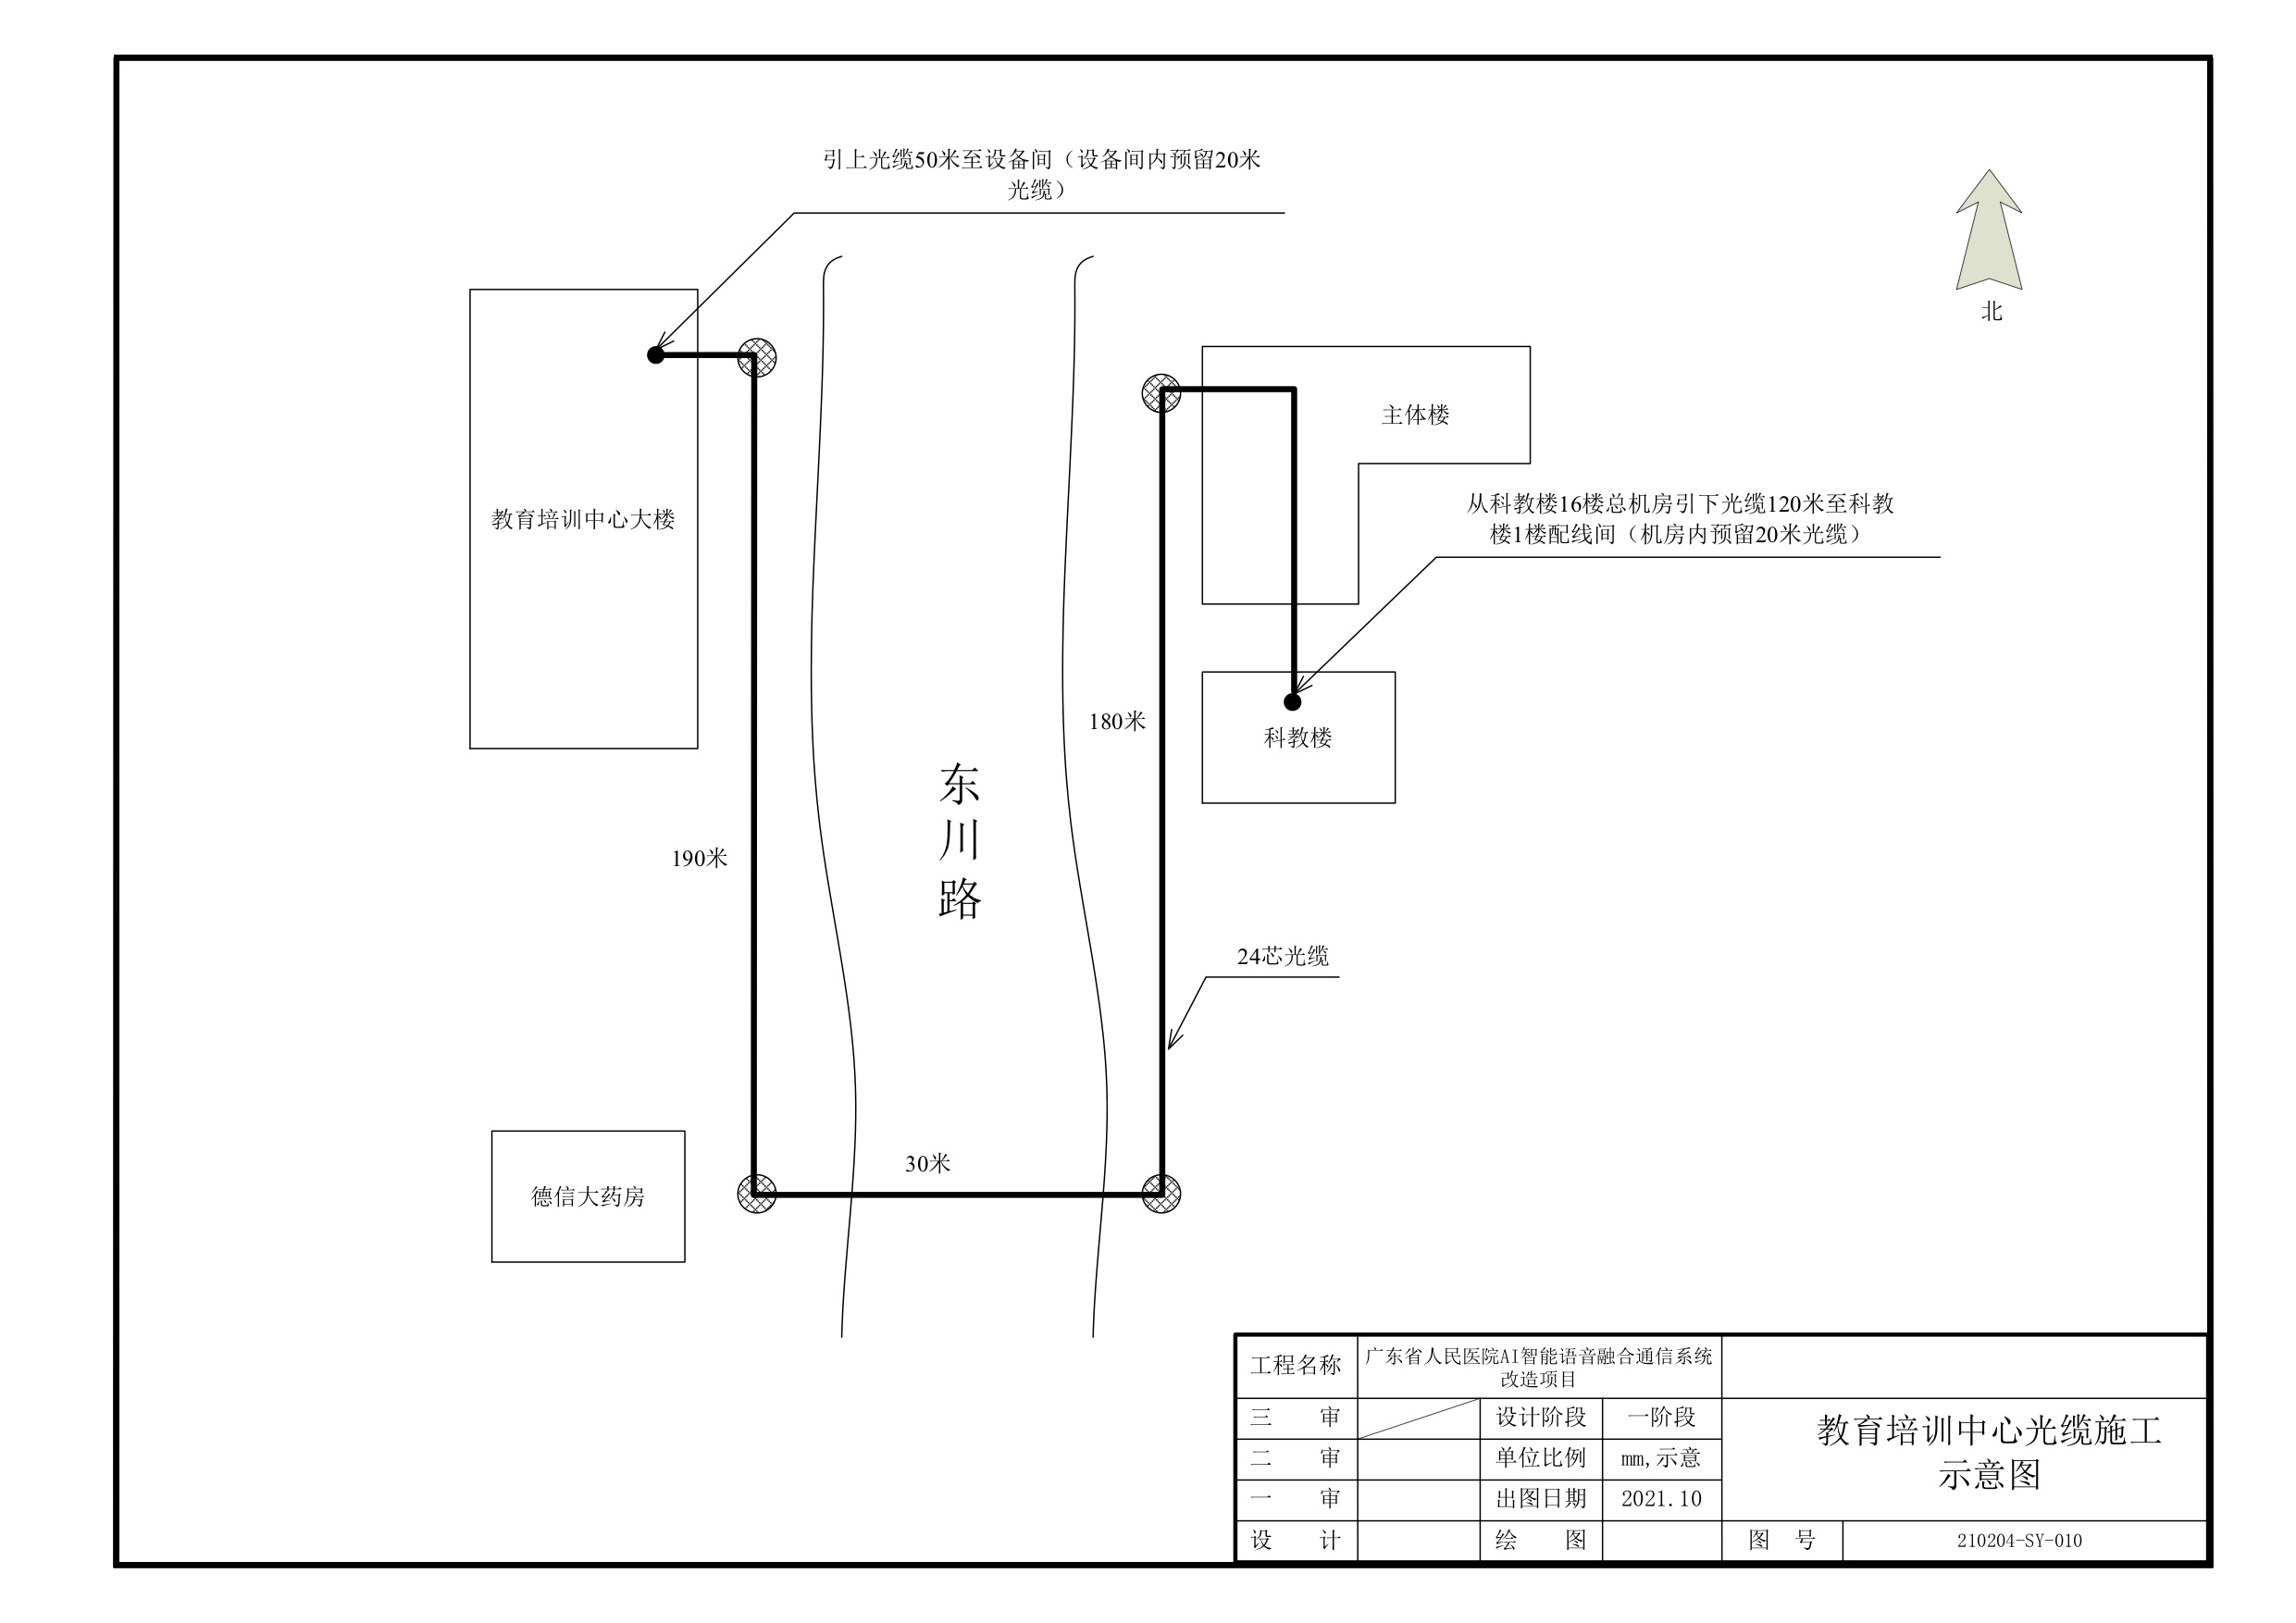 引上光缆50米至设备间（设备间内预留20米
光缆）
北
主体楼
从科教楼16楼总机房引下光缆120米至科教
楼1楼配线间（机房内预留20米光缆）
教育培训中心大楼
180米
科教楼
东
川
路
190米
24芯光缆
30米
德信大药房
工程名称
广东省人民医院AI智能语音融合通信系统
改造项目
三 审
设计阶段
一阶段
二 审
单位比例
mm,示意
一 审
出图日期
2021.10
教育培训中心光缆施工
示意图
设 计
绘 图
图 号
210204-SY-010